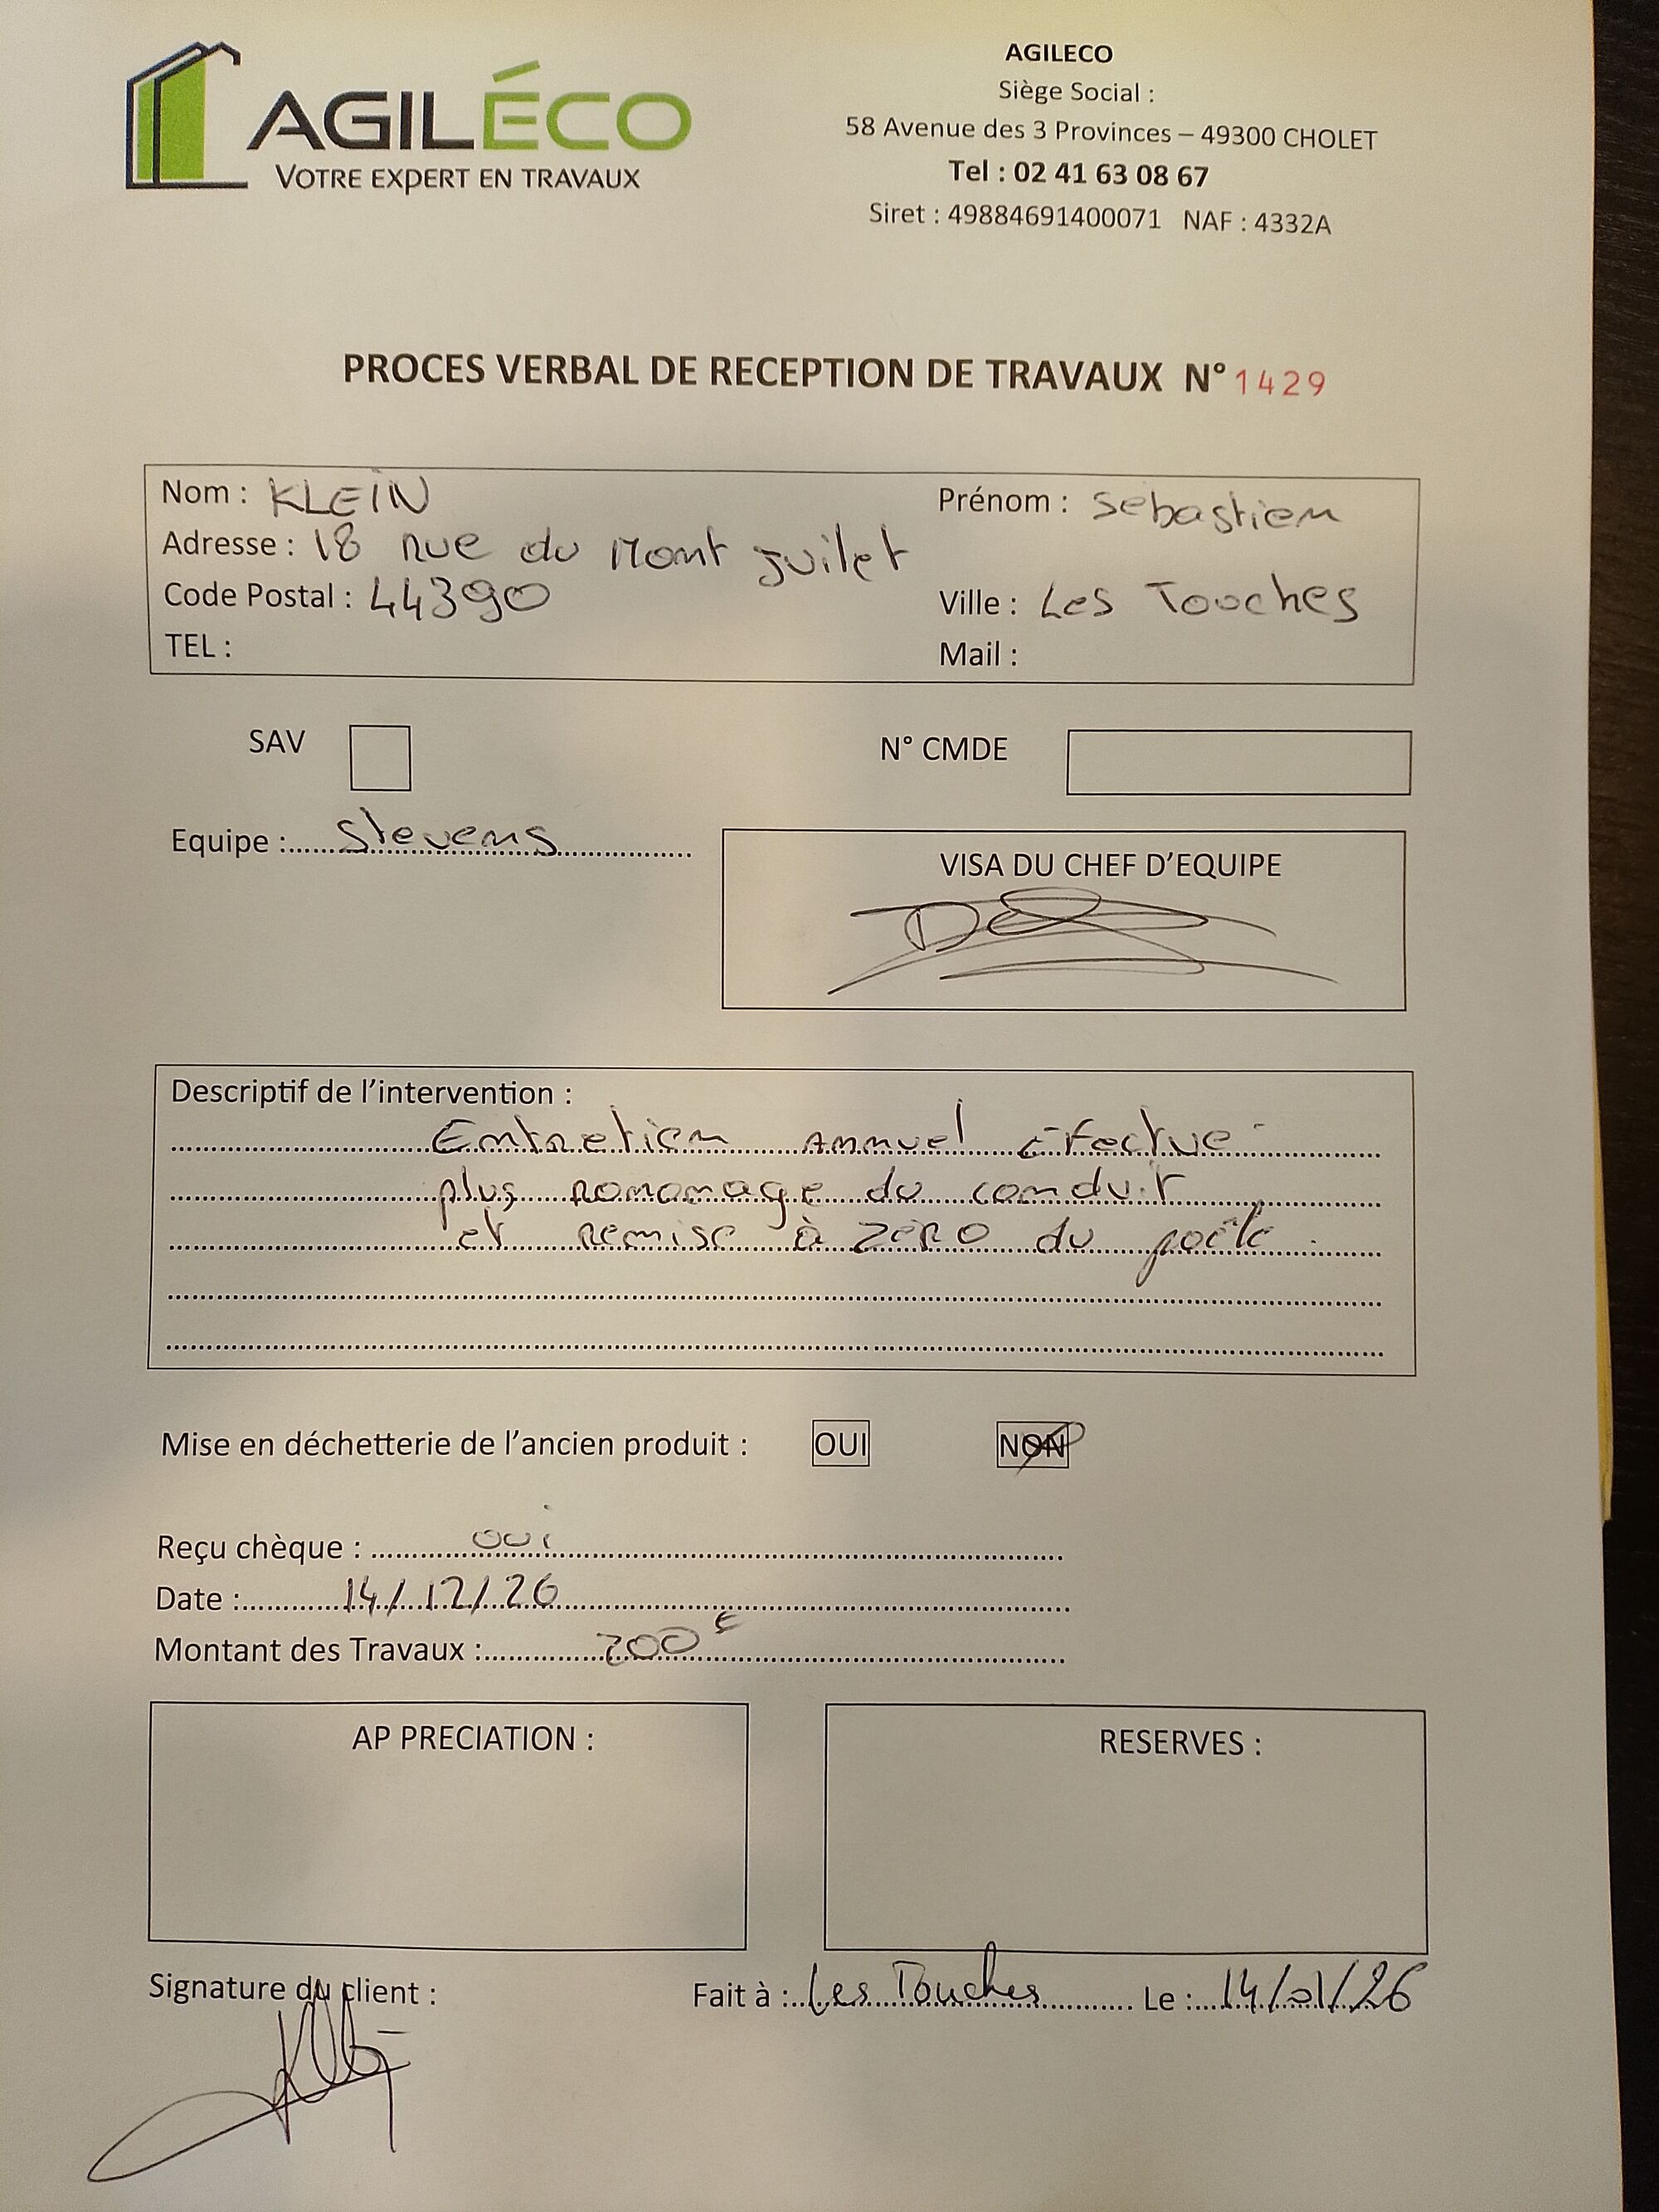 AGILÉCO
VOTRE EXPERT EN TRAVAUX
AGILECO
Siège Social :
58 Avenue des 3 Provinces – 49300 CHOLET
Tel : 02 41 63 08 67
Siret : 49884691400071 NAF : 4332A
PROCES VERBAL DE RECEPTION DE TRAVAUX N° 1429
Nom : KLEIN Prénom : Sebastien
Adresse : 18 rue du Mont Juilet
Code Postal : 44390 Ville : Les Touches
TEL : Mail :
SAV N° CMDE
Equipe : Stevens
VISA DU CHEF D'EQUIPE
Descriptif de l'intervention :
Entretien Annuel Éfectué
plus ramonage du conduit
et remise à zéro du poêle.
Mise en déchetterie de l'ancien produit : OUI NON
Reçu chèque : oui
Date : 14/12/26
Montant des Travaux : 200€
AP PRECIATION : RESERVES :
Signature du client : Fait à : Les Touches Le : 14/01/26